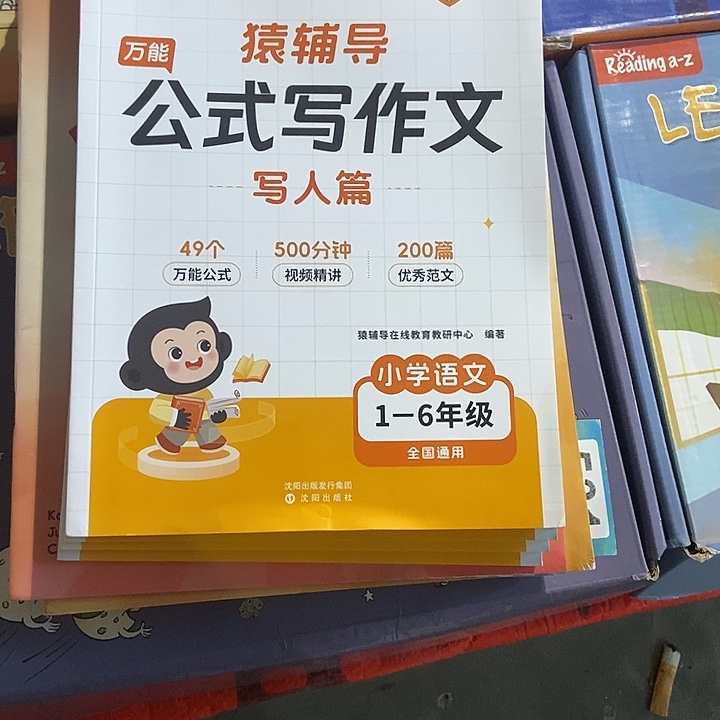 猿辅导
万能
公式写作文
写人篇
49个
万能公式
500分钟
视频精讲
200篇
优秀范文
猿辅导在线教育教研中心 编著
小学语文
1—6年级
全国通用
沈阳出版发行集团
沈阳出版社
Reading a-z
LE